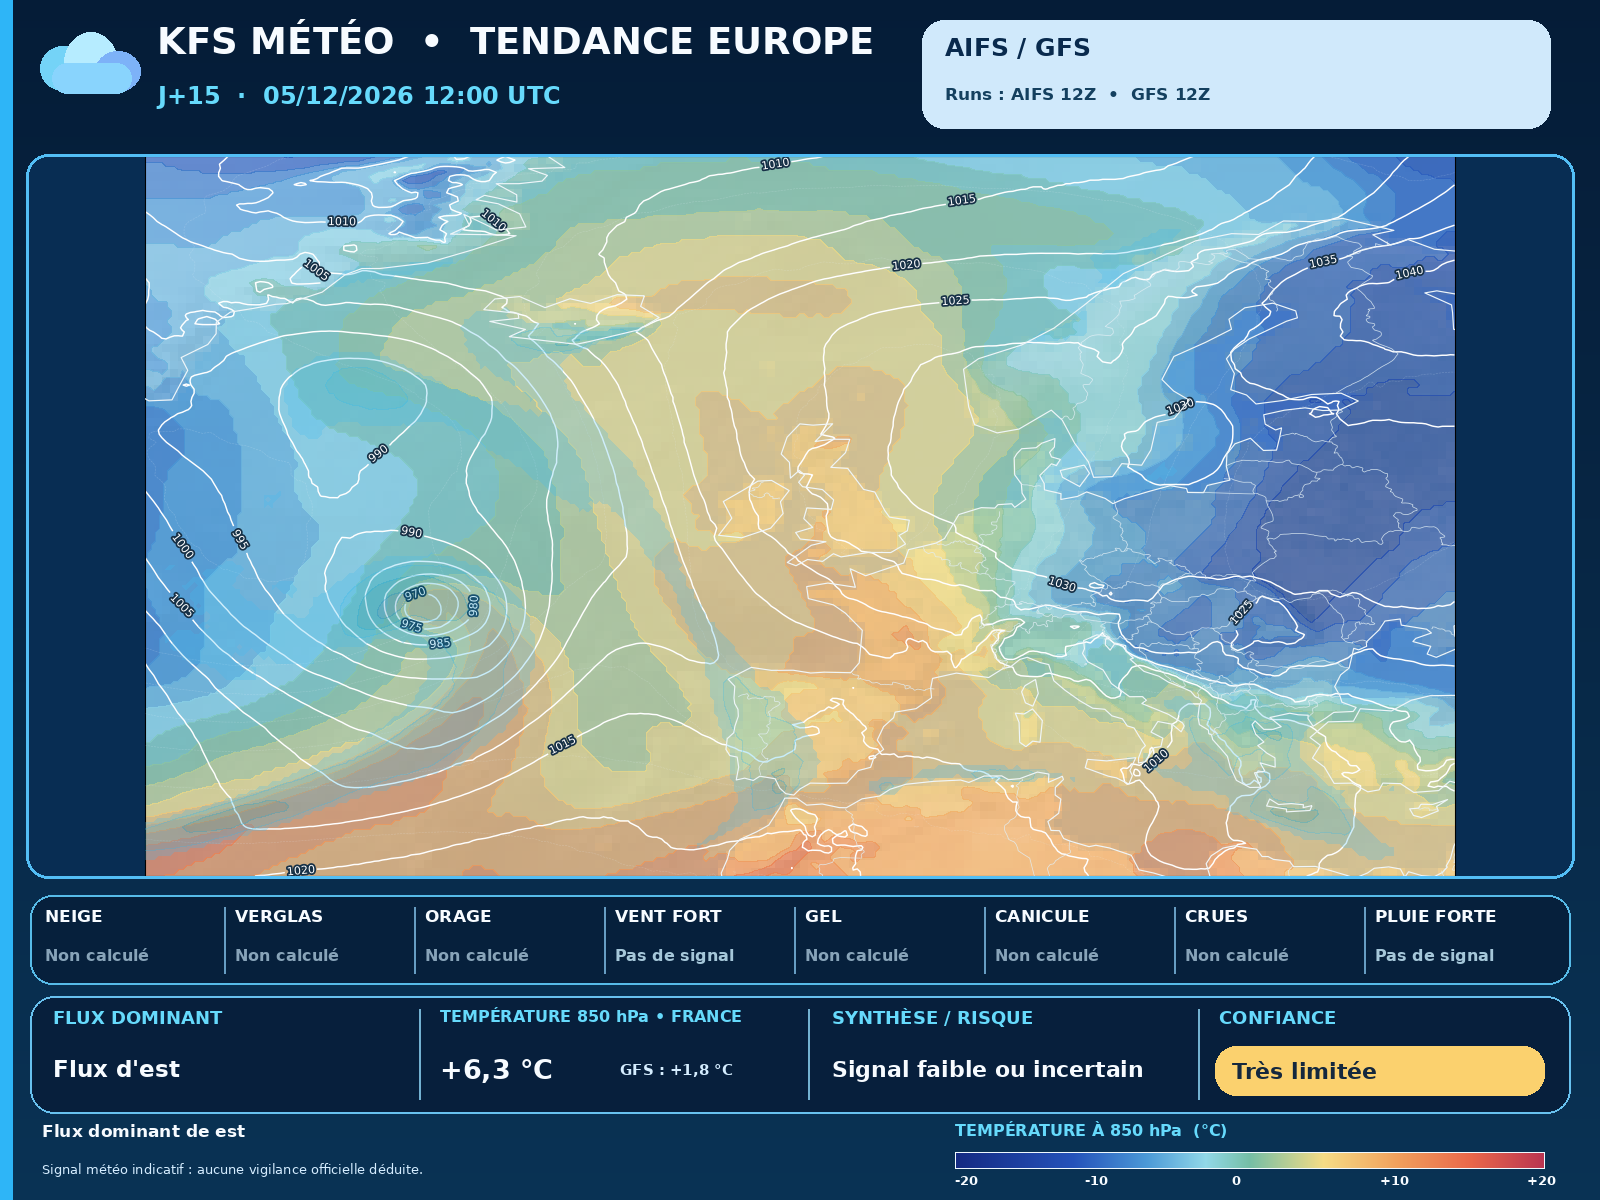 KFS MÉTÉO • TENDANCE EUROPE
J+15 · 05/12/2026 12:00 UTC
AIFS / GFS
Runs : AIFS 12Z • GFS 12Z
1010
1015
1010
1010
1005
1020
1025
1035
1040
1030
990
990
995
1000
1005
970
980
975
985
1030
1025
1015
1010
1020
NEIGE
Non calculé
VERGLAS
Non calculé
ORAGE
Non calculé
VENT FORT
Pas de signal
GEL
Non calculé
CANICULE
Non calculé
CRUES
Non calculé
PLUIE FORTE
Pas de signal
FLUX DOMINANT
Flux d'est
TEMPÉRATURE 850 hPa • FRANCE
+6,3 °C
GFS : +1,8 °C
SYNTHÈSE / RISQUE
Signal faible ou incertain
CONFIANCE
Très limitée
Flux dominant de est
Signal météo indicatif : aucune vigilance officielle déduite.
TEMPÉRATURE À 850 hPa (°C)
-20 -10 0 +10 +20